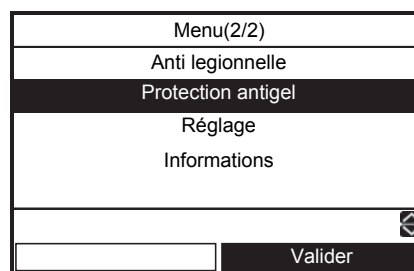 Menu(2/2)
Anti legionnelle
Protection antigel
Réglage
Informations
Valider